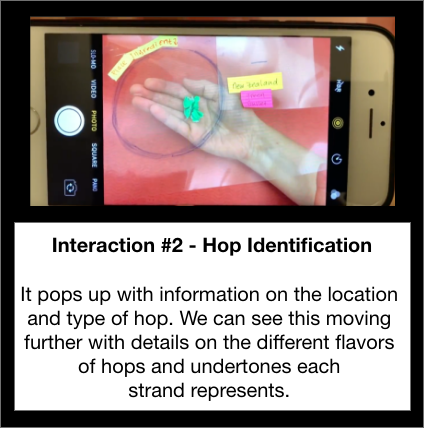 SLO-MO
VIDEO
PHOTO
SQUARE
PANO
New Zealand
Interaction #2 - Hop Identification
It pops up with information on the location
and type of hop. We can see this moving
further with details on the different flavors
of hops and undertones each
strand represents.